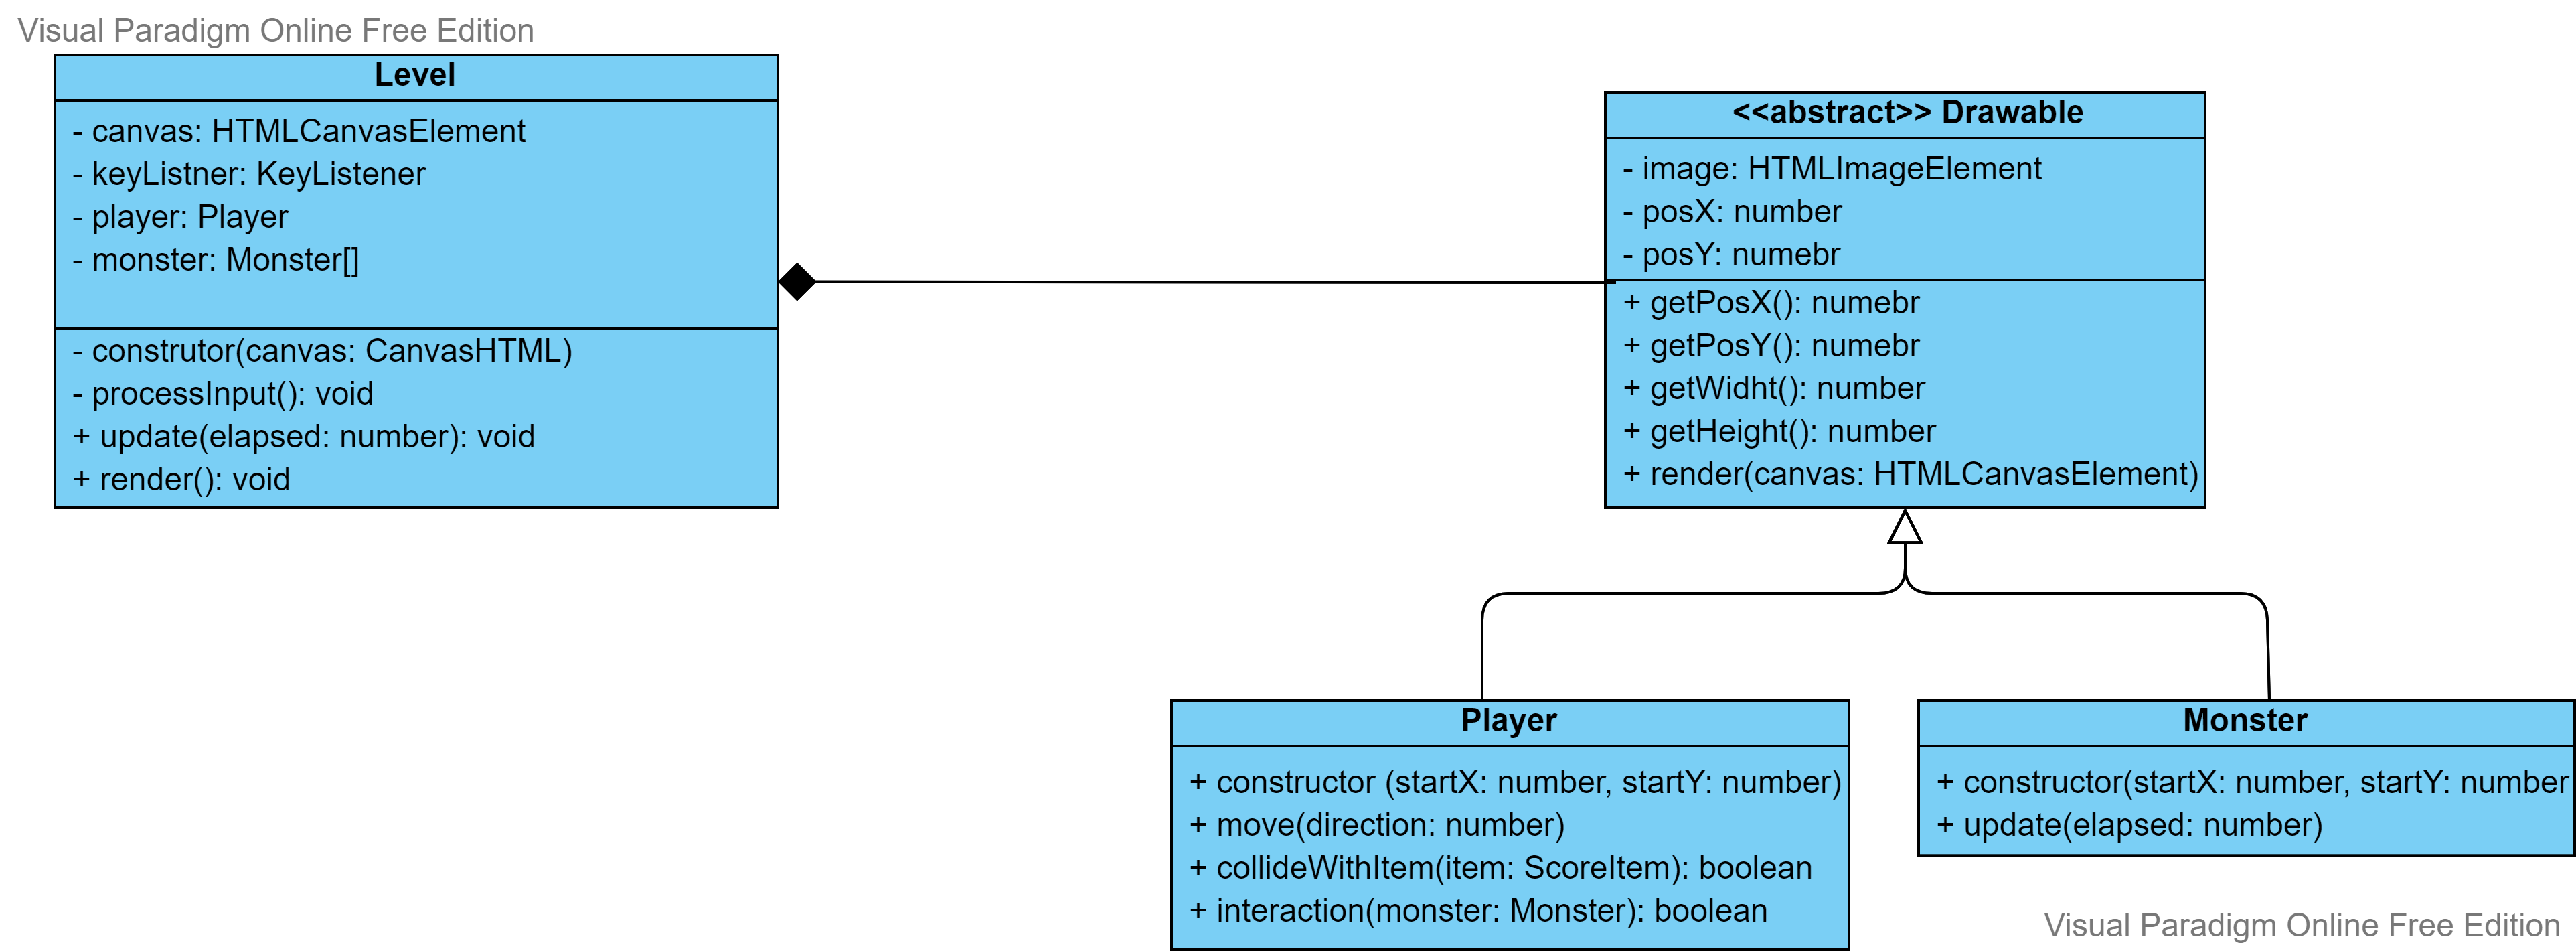 Visual Paradigm Online Free Edition
Level
- canvas: HTMLCanvasElement
- keyListner: KeyListener
- player: Player
- monster: Monster[]
- construtor(canvas: CanvasHTML)
- processInput(): void
+ update(elapsed: number): void
+ render(): void
<<abstract>> Drawable
- image: HTMLImageElement
- posX: number
- posY: numebr
+ getPosX(): numebr
+ getPosY(): numebr
+ getWidht(): number
+ getHeight(): number
+ render(canvas: HTMLCanvasElement)
Player
+ constructor (startX: number, startY: number)
+ move(direction: number)
+ collideWithItem(item: ScoreItem): boolean
+ interaction(monster: Monster): boolean
Monster
+ constructor(startX: number, startY: number
+ update(elapsed: number)
Visual Paradigm Online Free Edition